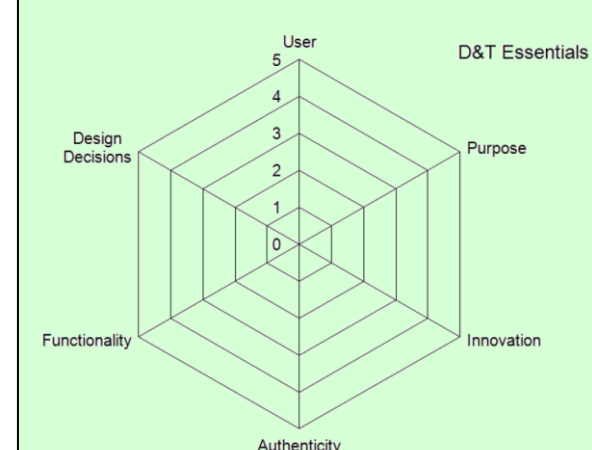 User
D&T Essentials
5
4
3
2
1
0
Design
Decisions
Purpose
Functionality
Innovation
Authenticity